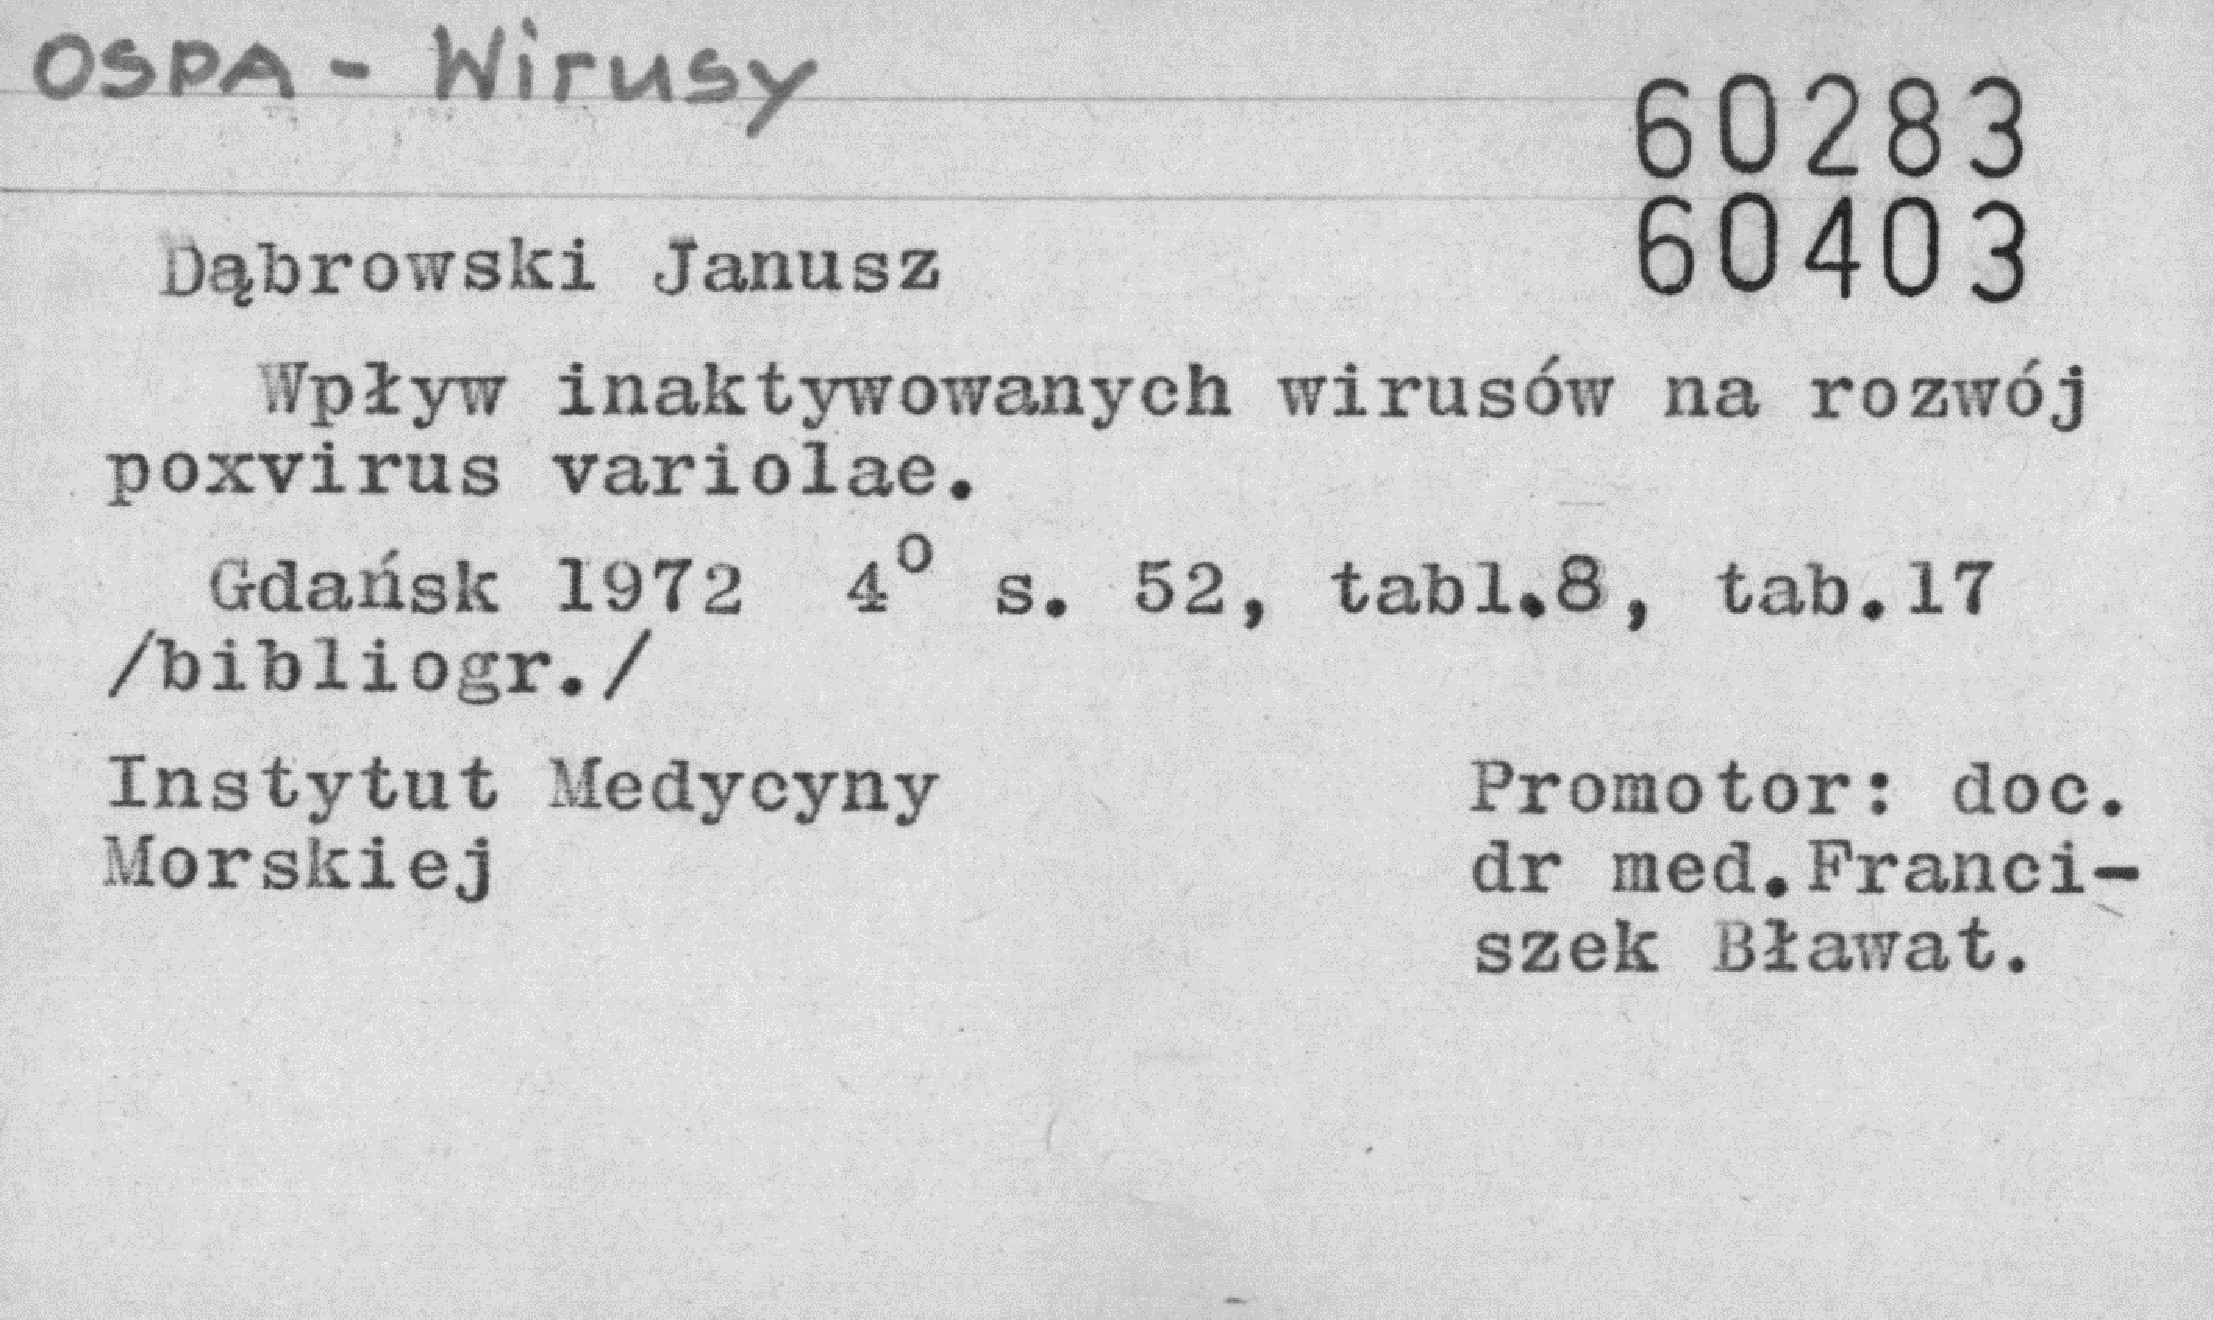 OSPA - Wirusy
60283
60403
Dąbrowski Janusz
Wpływ inaktywowanych wirusów na rozwój
poxvirus variolae.
Gdańsk 1972 4° s. 52, tabl.8, tab.17
/bibliogr./
Instytut Medycyny
Morskiej
Promotor: doc.
dr med.Franci-
szek Bławat.